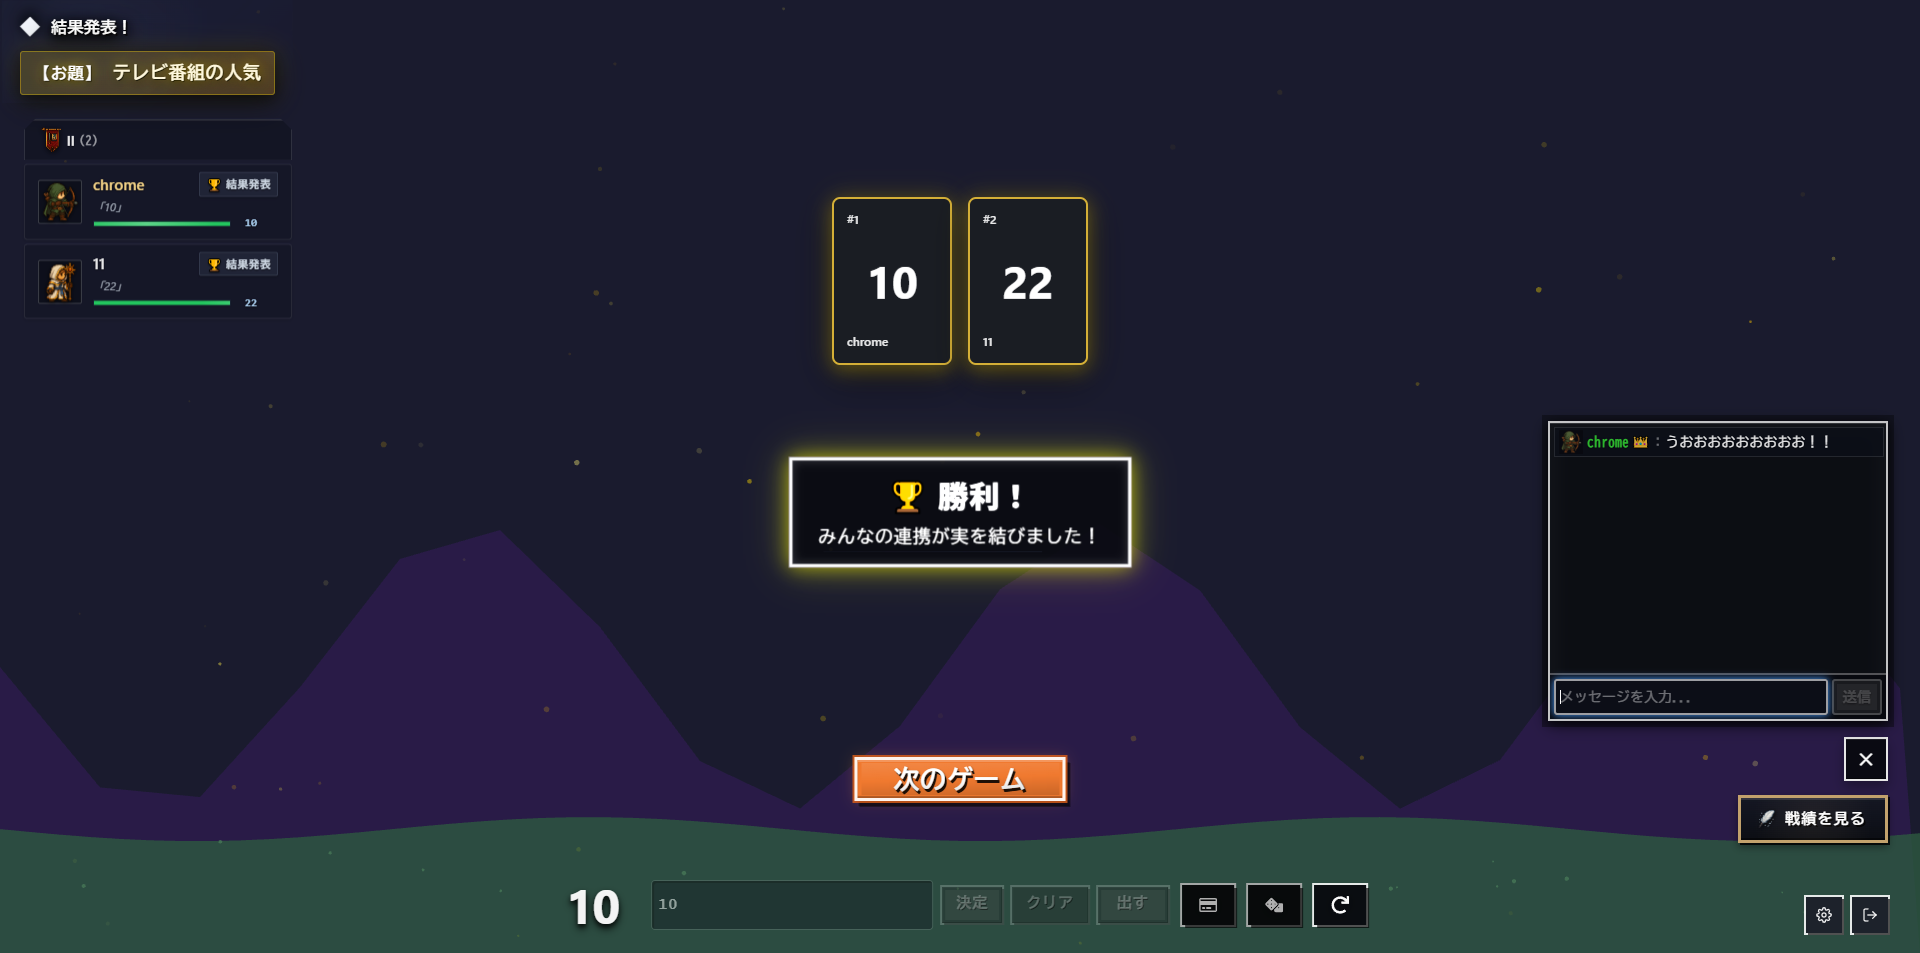 結果発表！
【お題】 テレビ番組の人気
II (2)
chrome
結果発表
「10」
10
11
結果発表
「22」
22
#1
10
chrome
#2
22
11
勝利！
みんなの連携が実を結びました！
chrome : うおおおおおおおおお！！
メッセージを入力...
送信
次のゲーム
戦績を見る
10
10
決定
クリア
出す